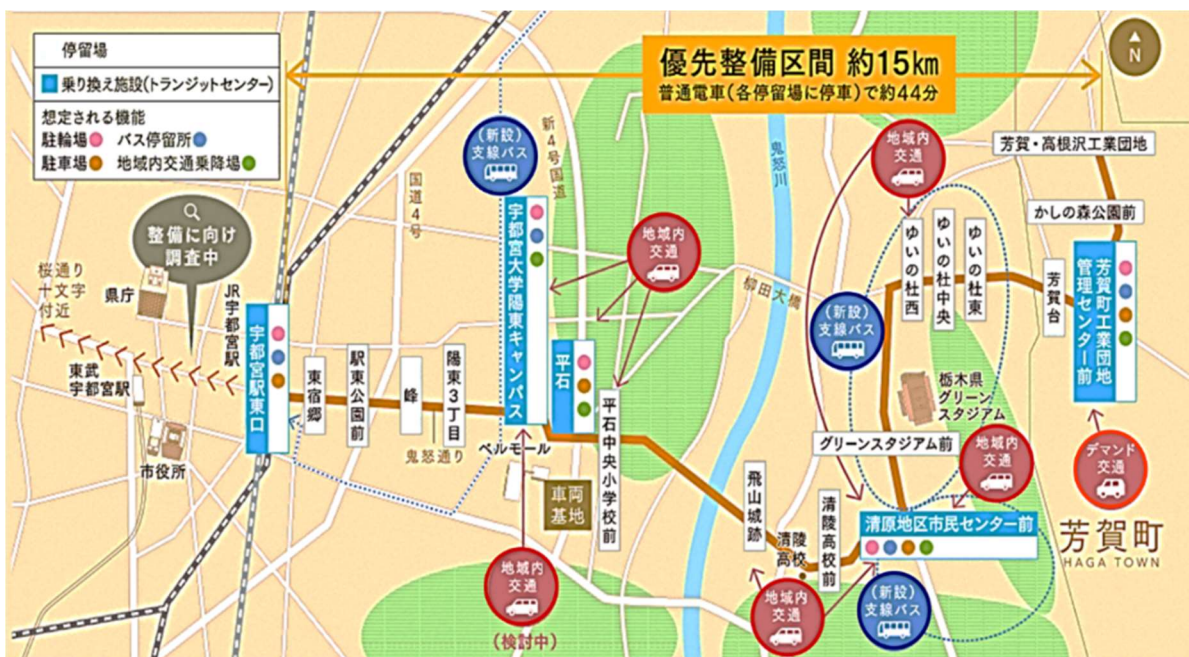 停留場
乗り換え施設(トランジットセンター)
想定される機能
駐輪場 バス停留所
駐車場 地域内交通乗降場
優先整備区間 約15km
普通電車(各停留場に停車)で約44分
N
整備に向け
調査中
桜通り
十文字
付近
県庁
JR宇都宮駅
東武
宇都宮駅
市役所
宇都宮駅東口
東宿郷
駅東公園前
峰
陽東3丁目
鬼怒通り
国道4号
(新設)
支線バス
新4号国道
宇都宮大学陽東キャンパス
平石
ベルモール
車両
基地
平石中央小学校前
地域内
交通
地域内
交通
(検討中)
鬼怒川
柳田大橋
飛山城跡
清陵
高校
清陵高校前
地域内
交通
(新設)
支線バス
地域内
交通
ゆいの杜西
ゆいの杜中央
ゆいの杜東
栃木県
グリーン
スタジアム
グリーンスタジアム前
地域内
交通
清原地区市民センター前
(新設)
支線バス
芳賀・高根沢工業団地
かしの森公園前
芳賀台
芳賀町工業団地
管理センター前
デマンド
交通
芳賀町
HAGA TOWN